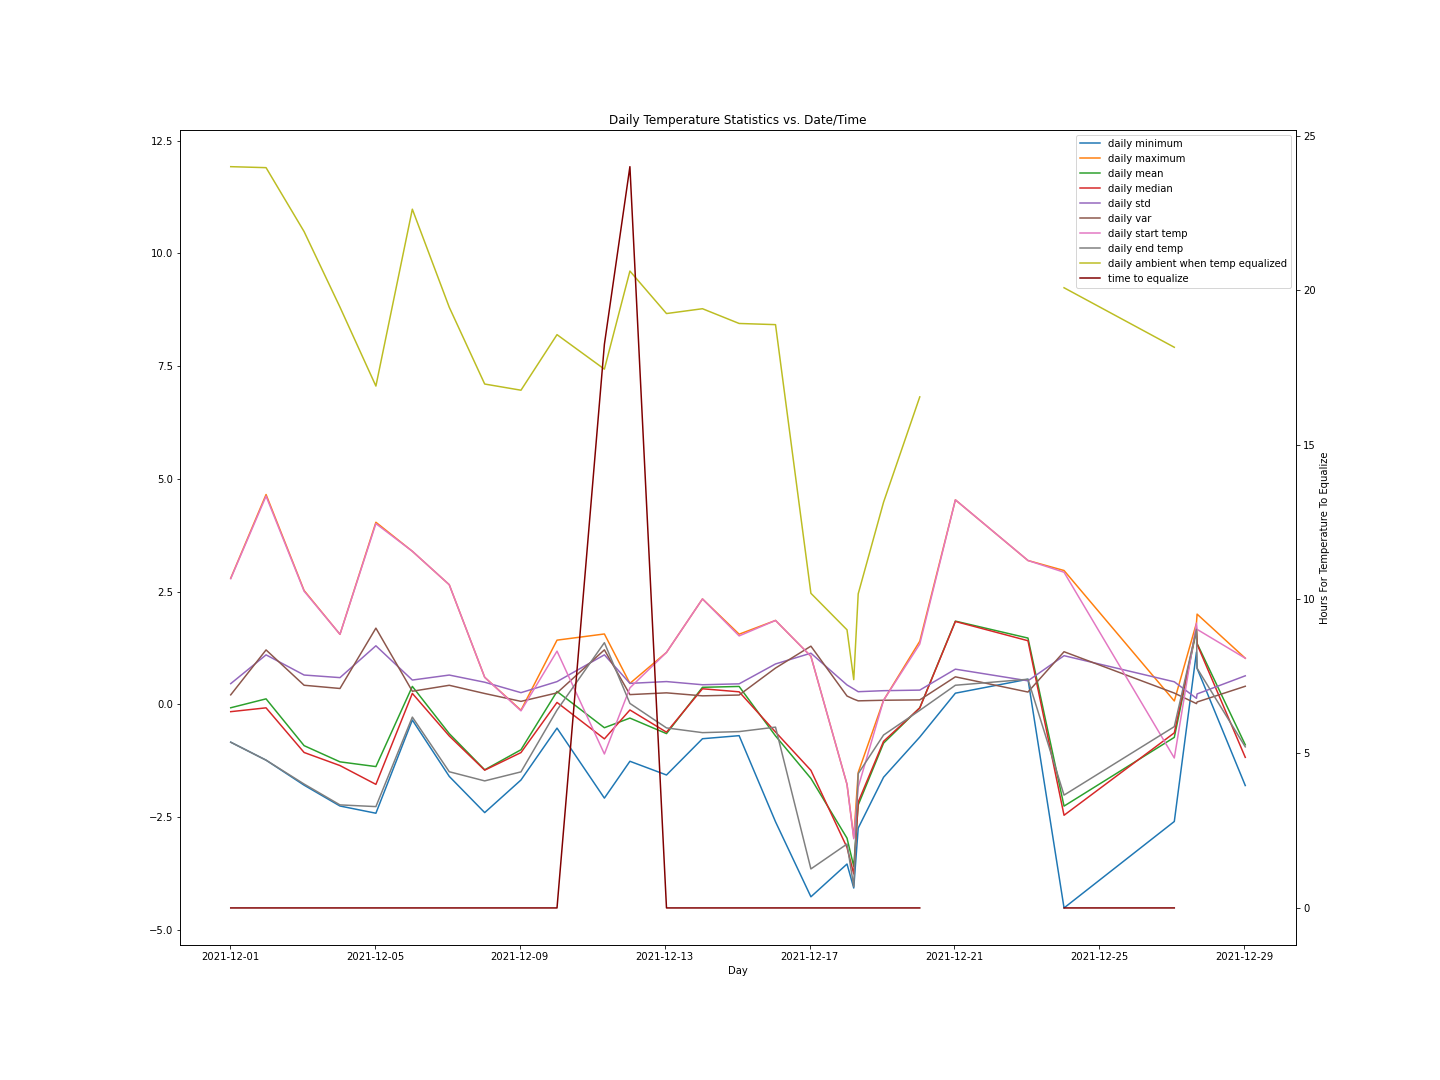 Daily Temperature Statistics vs. Date/Time
12.5
10.0
7.5
5.0
2.5
0.0
−2.5
−5.0
25
20
15
10
5
0
daily minimum
daily maximum
daily mean
daily median
daily std
daily var
daily start temp
daily end temp
daily ambient when temp equalized
time to equalize
Hours For Temperature To Equalize
2021-12-01
2021-12-05
2021-12-09
2021-12-13
2021-12-17
2021-12-21
2021-12-25
2021-12-29
Day